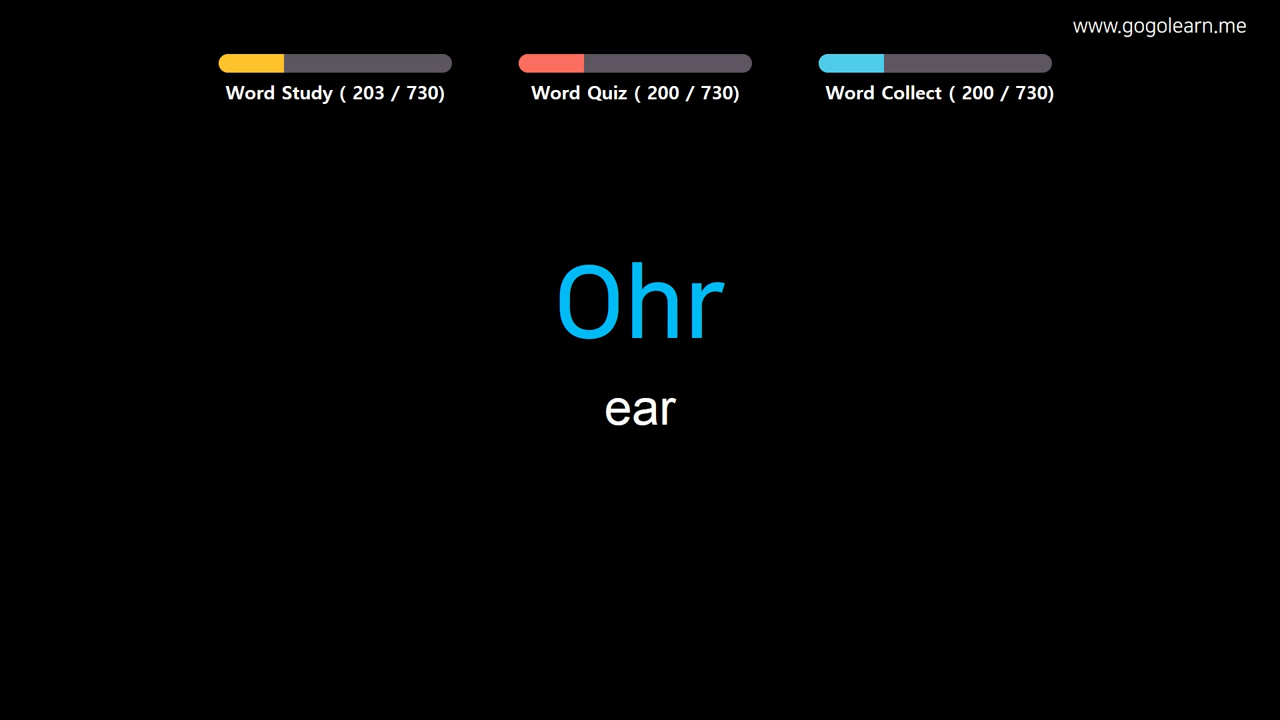 www.gogolearn.me
Word Study ( 203 / 730)
Word Quiz ( 200 / 730)
Word Collect ( 200 / 730)
Ohr
ear